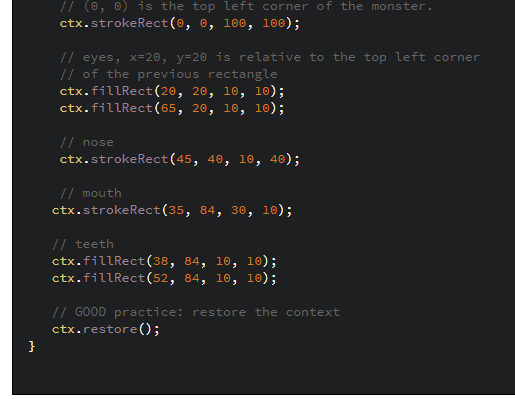 // (0, 0) is the top left corner of the monster.
ctx.strokeRect(0, 0, 100, 100);
// eyes, x=20, y=20 is relative to the top left corner
// of the previous rectangle
ctx.fillRect(20, 20, 10, 10);
ctx.fillRect(65, 20, 10, 10);
// nose
ctx.strokeRect(45, 40, 10, 40);
// mouth
ctx.strokeRect(35, 84, 30, 10);
// teeth
ctx.fillRect(38, 84, 10, 10);
ctx.fillRect(52, 84, 10, 10);
// GOOD practice: restore the context
ctx.restore();
}